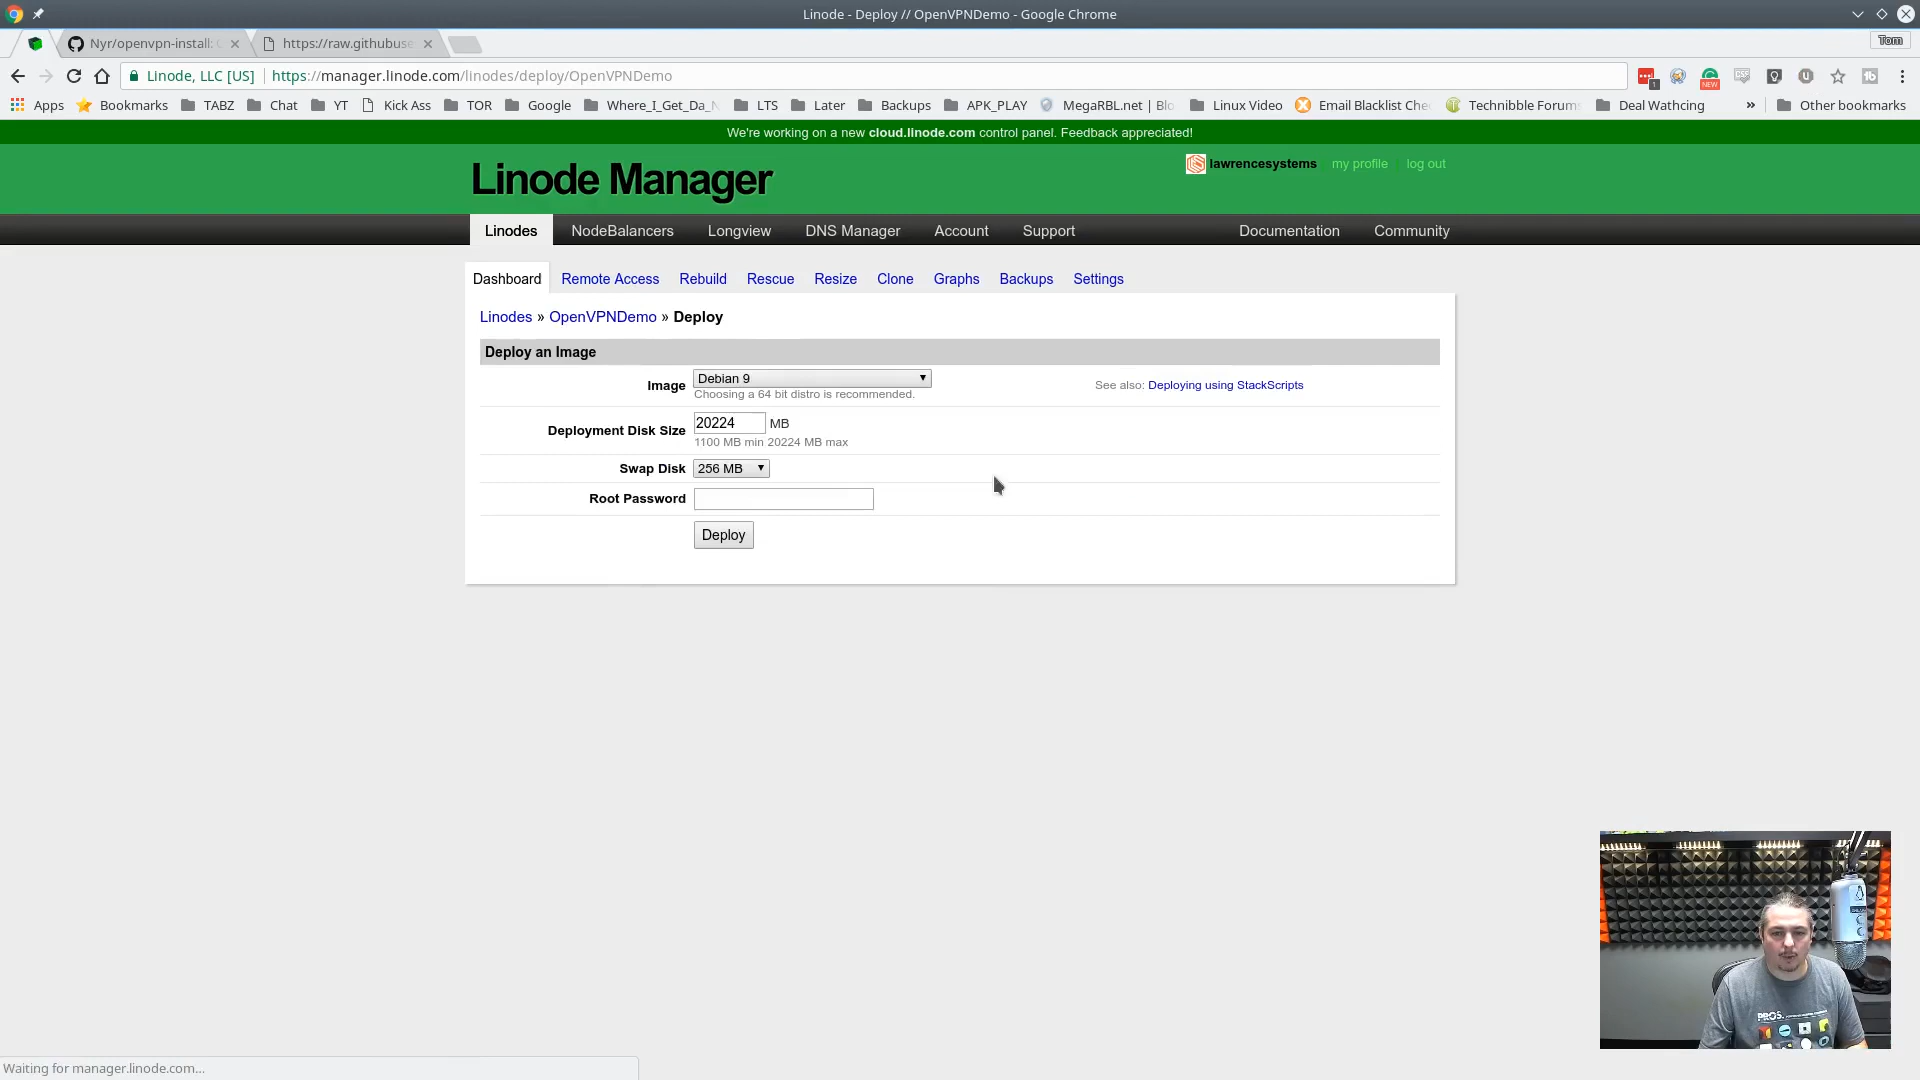 Linode - Deploy // OpenVPNDemo - Google Chrome
Nyr/openvpn-install:
https://raw.githubuse
Tom
Linode, LLC [US]
https://manager.linode.com/linodes/deploy/OpenVPNDemo
1
NEW
Apps
Bookmarks
TABZ
Chat
YT
Kick Ass
TOR
Google
Where_I_Get_Da_
LTS
Later
Backups
APK_PLAY
MegaRBL.net | Blo
Linux Video
Email Blacklist Che
Technibble Forum
Deal Wathcing
»
Other bookmarks
We're working on a new cloud.linode.com control panel. Feedback appreciated!
Linode Manager
lawrencesystems
my profile
log out
Linodes
NodeBalancers
Longview
DNS Manager
Account
Support
Documentation
Community
Dashboard
Remote Access
Rebuild
Rescue
Resize
Clone
Graphs
Backups
Settings
Linodes » OpenVPNDemo » Deploy
Deploy an Image
Image
Debian 9
Choosing a 64 bit distro is recommended.
See also: Deploying using StackScripts
Deployment Disk Size
20224 MB
1100 MB min 20224 MB max
Swap Disk
256 MB
Root Password
Deploy
PROS.
Waiting for manager.linode.com...